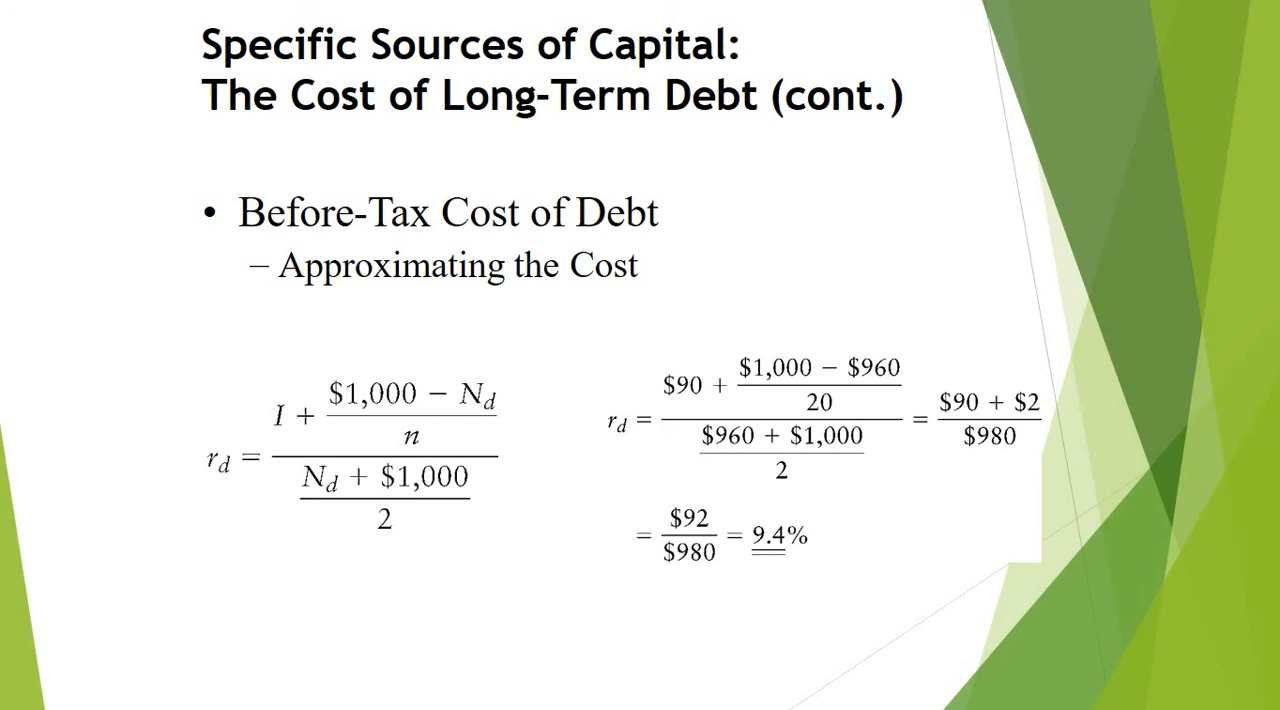 Specific Sources of Capital:
The Cost of Long-Term Debt (cont.)
• Before-Tax Cost of Debt
– Approximating the Cost
$1,000 − N_d
I +
n
r_d =
N_d + $1,000
2
$1,000 − $960
$90 +
20
r_d =
$960 + $1,000
2
= $90 + $2
$980
= $92
$980
= 9.4%